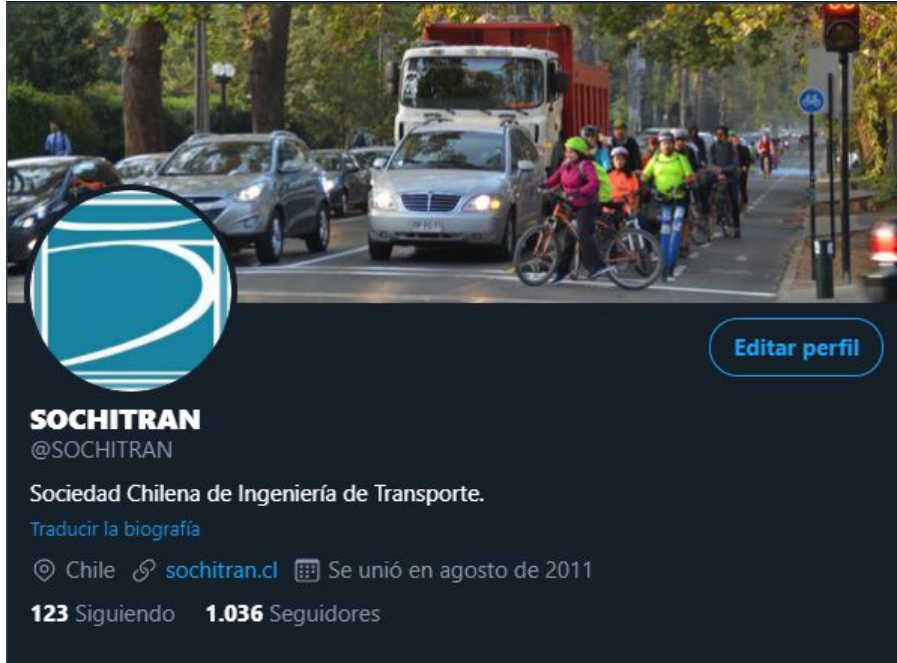 Editar perfil
SOCHITRAN
@SOCHITRAN
Sociedad Chilena de Ingeniería de Transporte.
Traducir la biografía
Chile sochitran.cl Se unió en agosto de 2011
123 Siguiendo 1.036 Seguidores